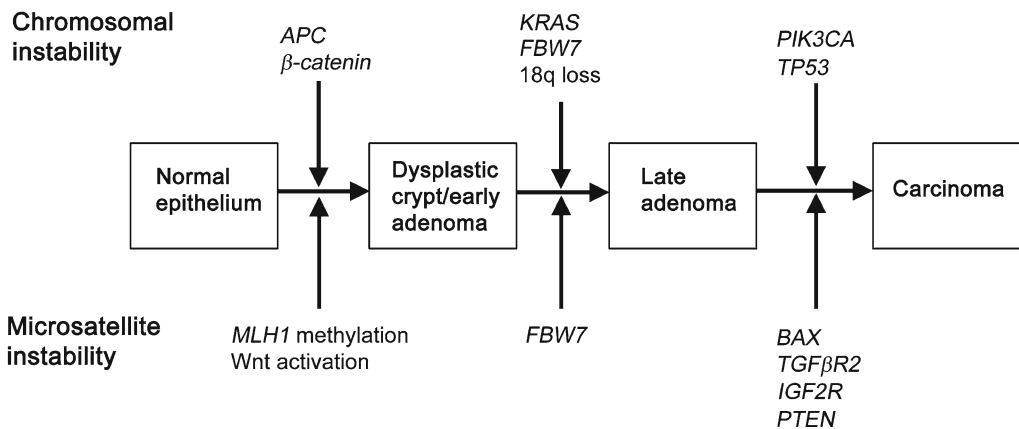 Chromosomal
instability
APC
β-catenin
KRAS
FBW7
18q loss
PIK3CA
TP53
Normal
epithelium
Dysplastic
crypt/early
adenoma
Late
adenoma
Carcinoma
Microsatellite
instability
MLH1 methylation
Wnt activation
FBW7
BAX
TGFβR2
IGF2R
PTEN